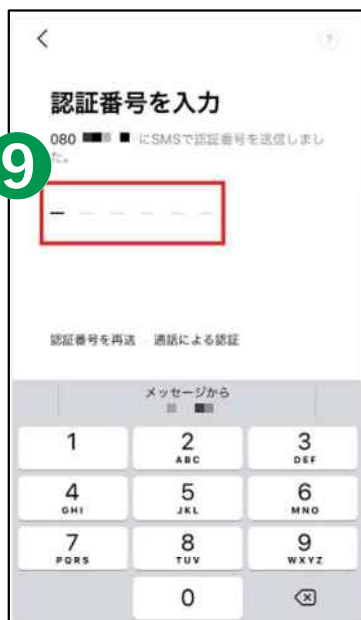 認証番号を入力
080 にSMSで認証番号を送信しまし
た。
9
認証番号を再送 通話による認証
メッセージから
1 2 3
ABC DEF
4 5 6
GHI JKL MNO
7 8 9
PQRS TUV WXYZ
0